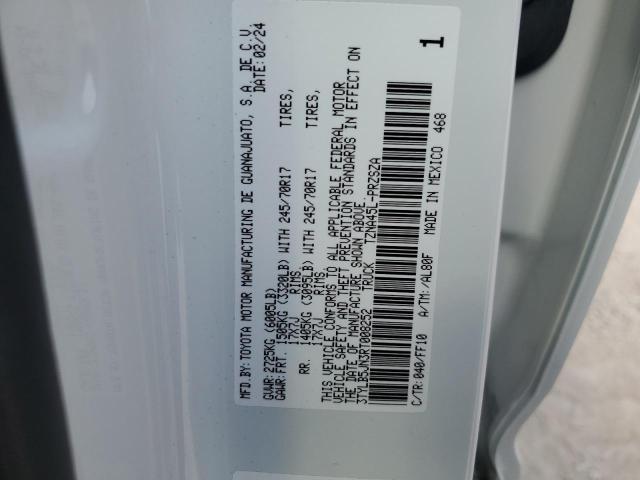 MFD.BY:TOYOTA MOTOR MANUFACTURING DE GUANAJUATO, S.A.DE C.V.
DATE: 02/24
GVWR: 2725KG (6005LB)
GAWR:FRT. 1505KG (3320LB) WITH 245/70R17 TIRES,
17X7J RIMS
RR. 1405KG (3095LB) WITH 245/70R17 TIRES,
17X7J RIMS
THIS VEHICLE CONFORMS TO ALL APPLICABLE FEDERAL MOTOR
VEHICLE SAFETY AND THEFT PREVENTION STANDARDS IN EFFECT ON
THE DATE OF MANUFACTURE SHOWN ABOVE.
3TYLB5JN3RT008252 TRUCK TZNA45L-PRZSZA
C/TR: 040/FF10 A/TM: /AL80F MADE IN MEXICO 468
1